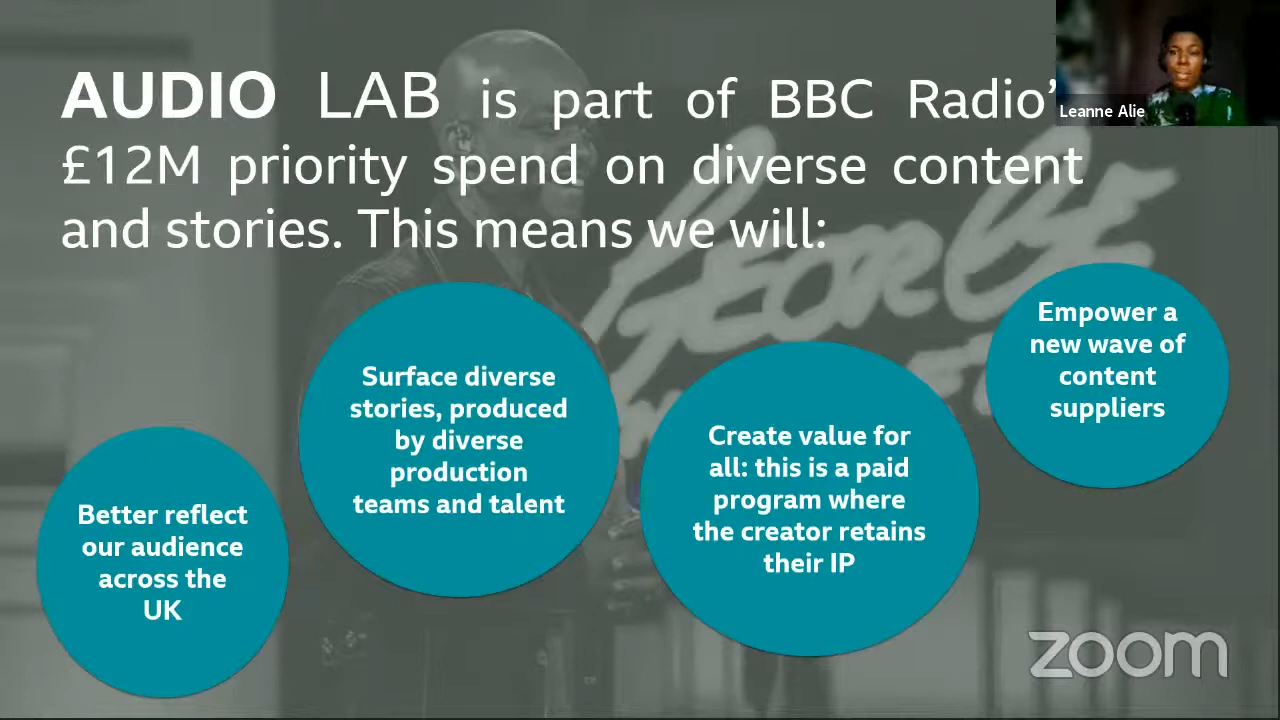 AUDIO LAB is part of BBC Radio'
£12M priority spend on diverse content
and stories. This means we will:
Leanne Alie
Better reflect
our audience
across the
UK
Surface diverse
stories, produced
by diverse
production
teams and talent
Create value for
all: this is a paid
program where
the creator retains
their IP
Empower a
new wave of
content
suppliers
zoom